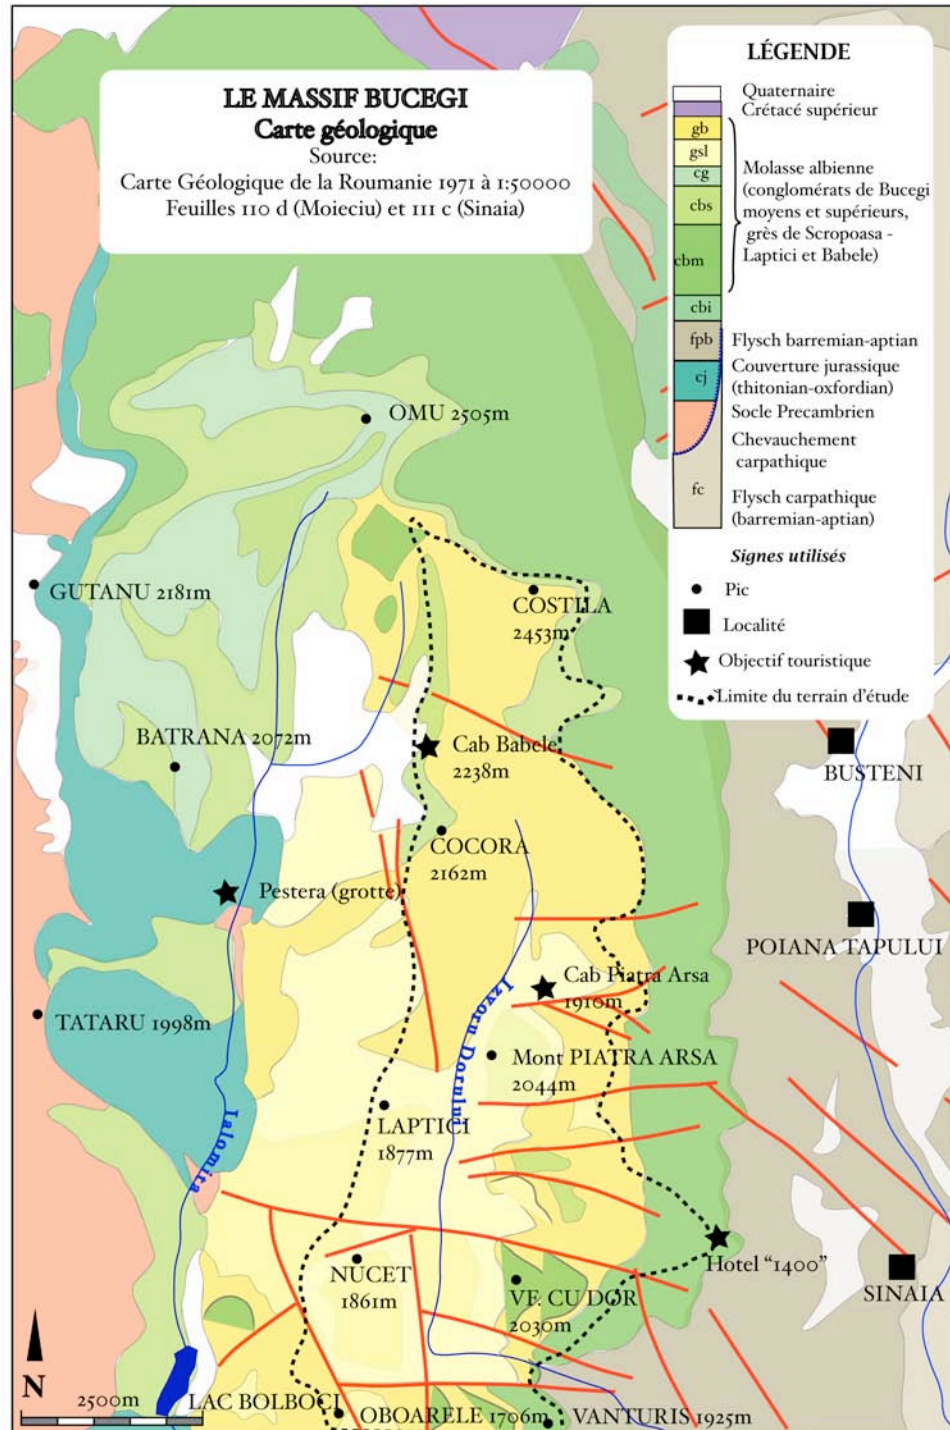 LE MASSIF BUCEGI
Carte géologique
Source:
Carte Géologique de la Roumanie 1971 à 1:50000
Feuilles 110 d (Moieciu) et 111 c (Sinaia)
LÉGENDE
Quaternaire
Crétacé supérieur
gb
gsl
cg
cbs
cbm
Molasse albienne
(conglomérats de Bucegi
moyens et supérieurs,
grès de Scropoasa -
Laptici et Babele)
cbi
fpb
Flysch barremian-aptian
cj
Couverture jurassique
(thitonian-oxfordian)
Socle Precambrien
Chevauchement
carpathique
fc
Flysch carpathique
(barremian-aptian)
Signes utilisés
Pic
Localité
Objectif touristique
Limite du terrain d'étude
OMU 2505m
GUTANU 2181m
COSTILA
2453m
BATRANA 2072m
Cab Babele
2238m
BUSTENI
COCORA
2162m
Pestera (grotte)
POIANA TAPULUI
Cab Piatra Arsa
1910m
TATARU 1998m
Izvoru Dorului
Mont PIATRA ARSA
2044m
LAPTICI
1877m
Ialomita
Hotel "1400"
NUCET
1861m
VF. CU DOR
2030m
SINAIA
N
2500m
LAC BOLBOCI
OBOARELE 1706m
VANTURIS 1925m